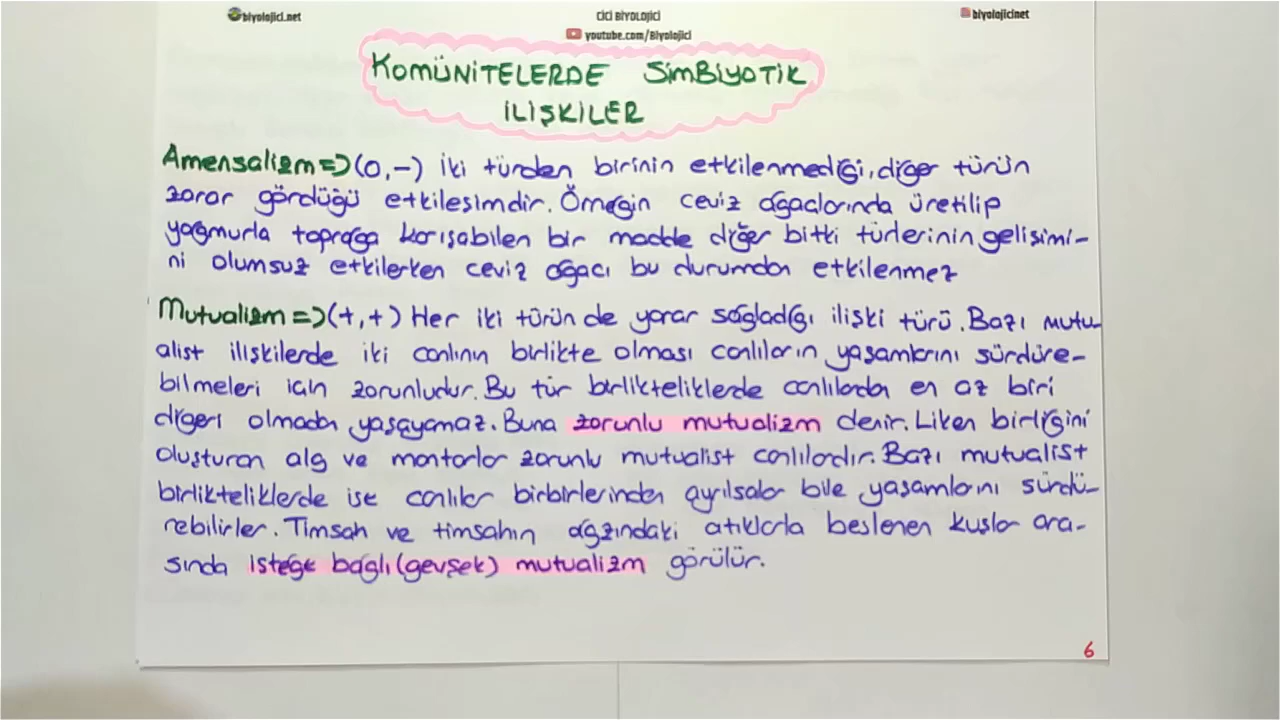 biyolojici.net
CİCİ BİYOLOJİCİ
youtube.com/Biyolojici
biyolojicinet
KOMÜNİTELERDE SİMBİYOTİK
İLİŞKİLER
Amensalizm => (0,-) İki türden birinin etkilenmediği, diğer türün
zarar gördüğü etkileşimdir. Örneğin ceviz ağaçlarında üretilip
yağmurla toprağa karışabilen bir madde diğer bitki türlerinin gelişimi-
ni olumsuz etkilerken ceviz ağacı bu durumdan etkilenmez
Mutualizm => (+,+) Her iki türün de yarar sağladığı ilişki türü. Bazı mutu-
alist ilişkilerde iki canlının birlikte olması canlıların yaşamlarını sürdüre-
bilmeleri için zorunludur. Bu tür birlikteliklerde canlılardan en az biri
diğeri olmadan yaşayamaz. Buna zorunlu mutualizm denir. Liken birliğini
oluşturan alg ve mantarlar zorunlu mutualist canlılardır. Bazı mutualist
birlikteliklerde ise canlılar birbirlerinden ayrılsalar bile yaşamlarını sürdü-
rebilirler. Timsah ve timsahın ağzındaki atıklarla beslenen kuşlar ara-
sında isteğe bağlı (gevşek) mutualizm görülür.
6